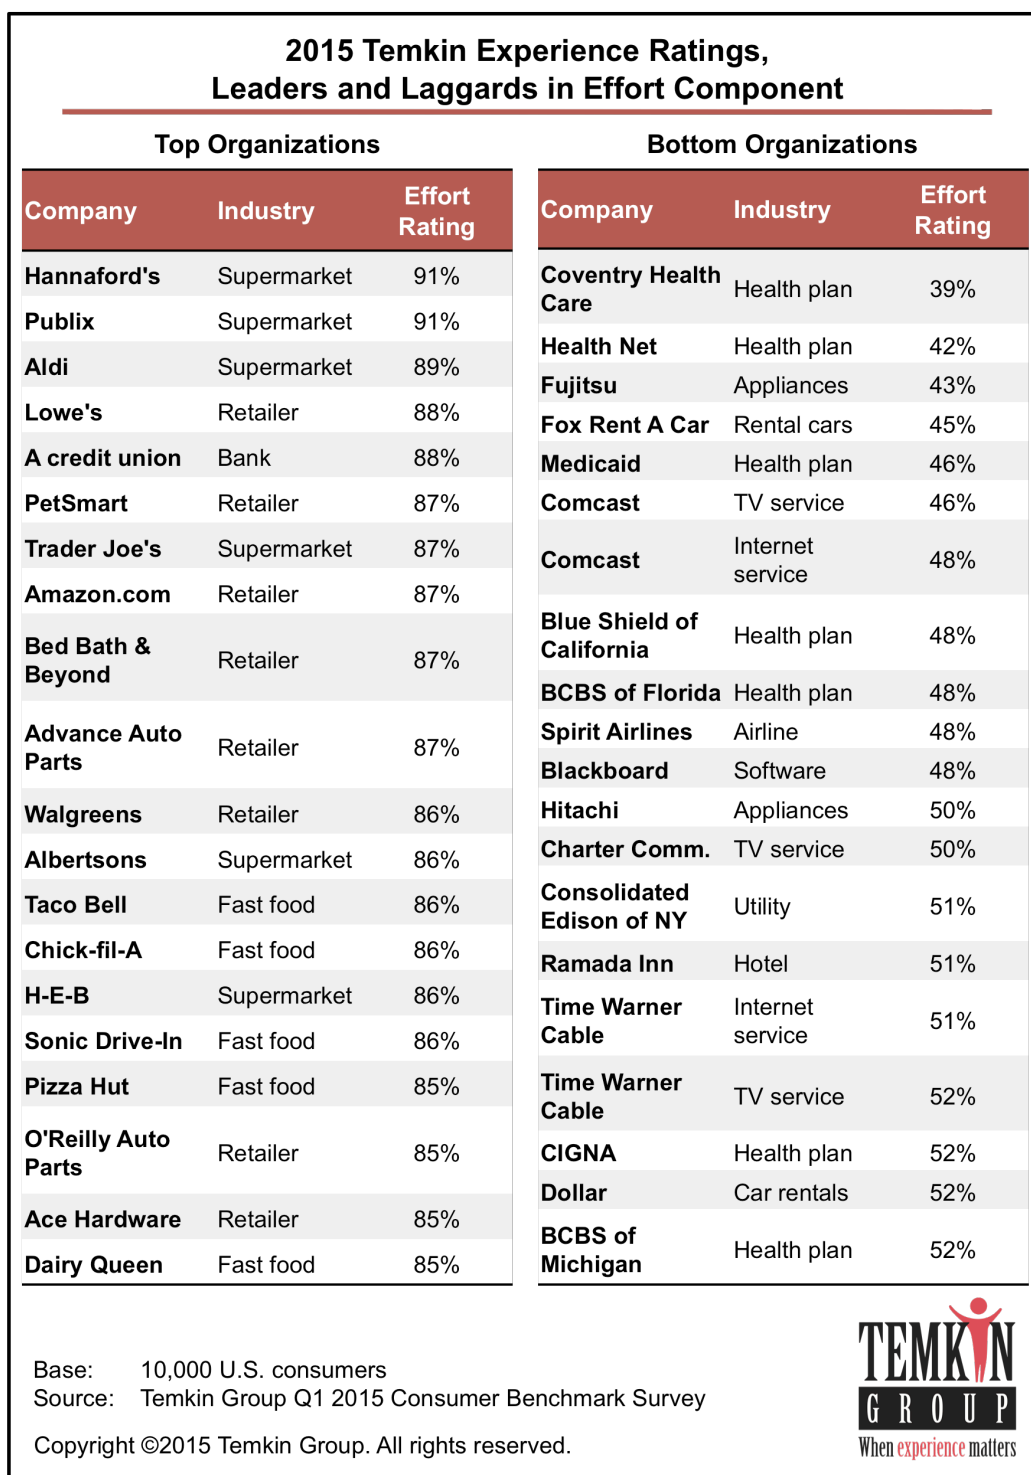 2015 Temkin Experience Ratings,
Leaders and Laggards in Effort Component
Top Organizations
Company Industry Effort Rating
Hannaford's Supermarket 91%
Publix Supermarket 91%
Aldi Supermarket 89%
Lowe's Retailer 88%
A credit union Bank 88%
PetSmart Retailer 87%
Trader Joe's Supermarket 87%
Amazon.com Retailer 87%
Bed Bath & Beyond Retailer 87%
Advance Auto Parts Retailer 87%
Walgreens Retailer 86%
Albertsons Supermarket 86%
Taco Bell Fast food 86%
Chick-fil-A Fast food 86%
H-E-B Supermarket 86%
Sonic Drive-In Fast food 86%
Pizza Hut Fast food 85%
O'Reilly Auto Parts Retailer 85%
Ace Hardware Retailer 85%
Dairy Queen Fast food 85%
Bottom Organizations
Company Industry Effort Rating
Coventry Health Care Health plan 39%
Health Net Health plan 42%
Fujitsu Appliances 43%
Fox Rent A Car Rental cars 45%
Medicaid Health plan 46%
Comcast TV service 46%
Comcast Internet service 48%
Blue Shield of California Health plan 48%
BCBS of Florida Health plan 48%
Spirit Airlines Airline 48%
Blackboard Software 48%
Hitachi Appliances 50%
Charter Comm. TV service 50%
Consolidated Edison of NY Utility 51%
Ramada Inn Hotel 51%
Time Warner Cable Internet service 51%
Time Warner Cable TV service 52%
CIGNA Health plan 52%
Dollar Car rentals 52%
BCBS of Michigan Health plan 52%
Base: 10,000 U.S. consumers
Source: Temkin Group Q1 2015 Consumer Benchmark Survey
Copyright ©2015 Temkin Group. All rights reserved.
TEMKIN
GROUP
When experience matters